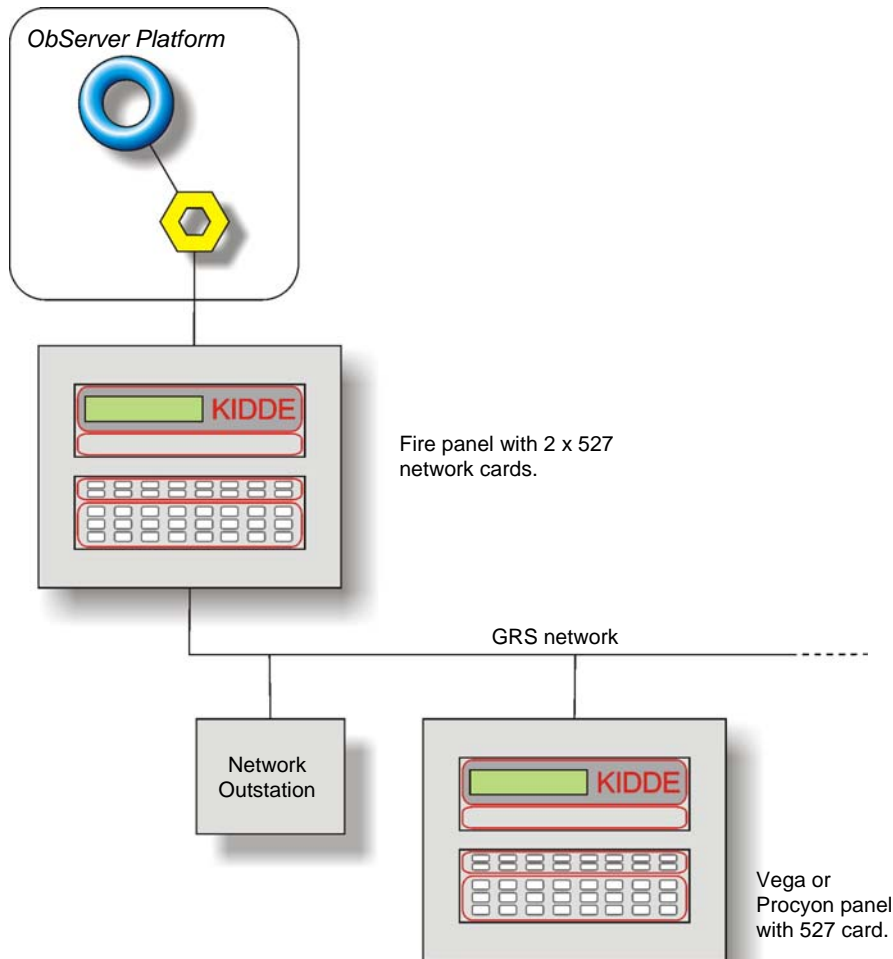 ObServer Platform
KIDDE
Fire panel with 2 x 527
network cards.
GRS network
Network
Outstation
KIDDE
Vega or
Procyon panel
with 527 card.